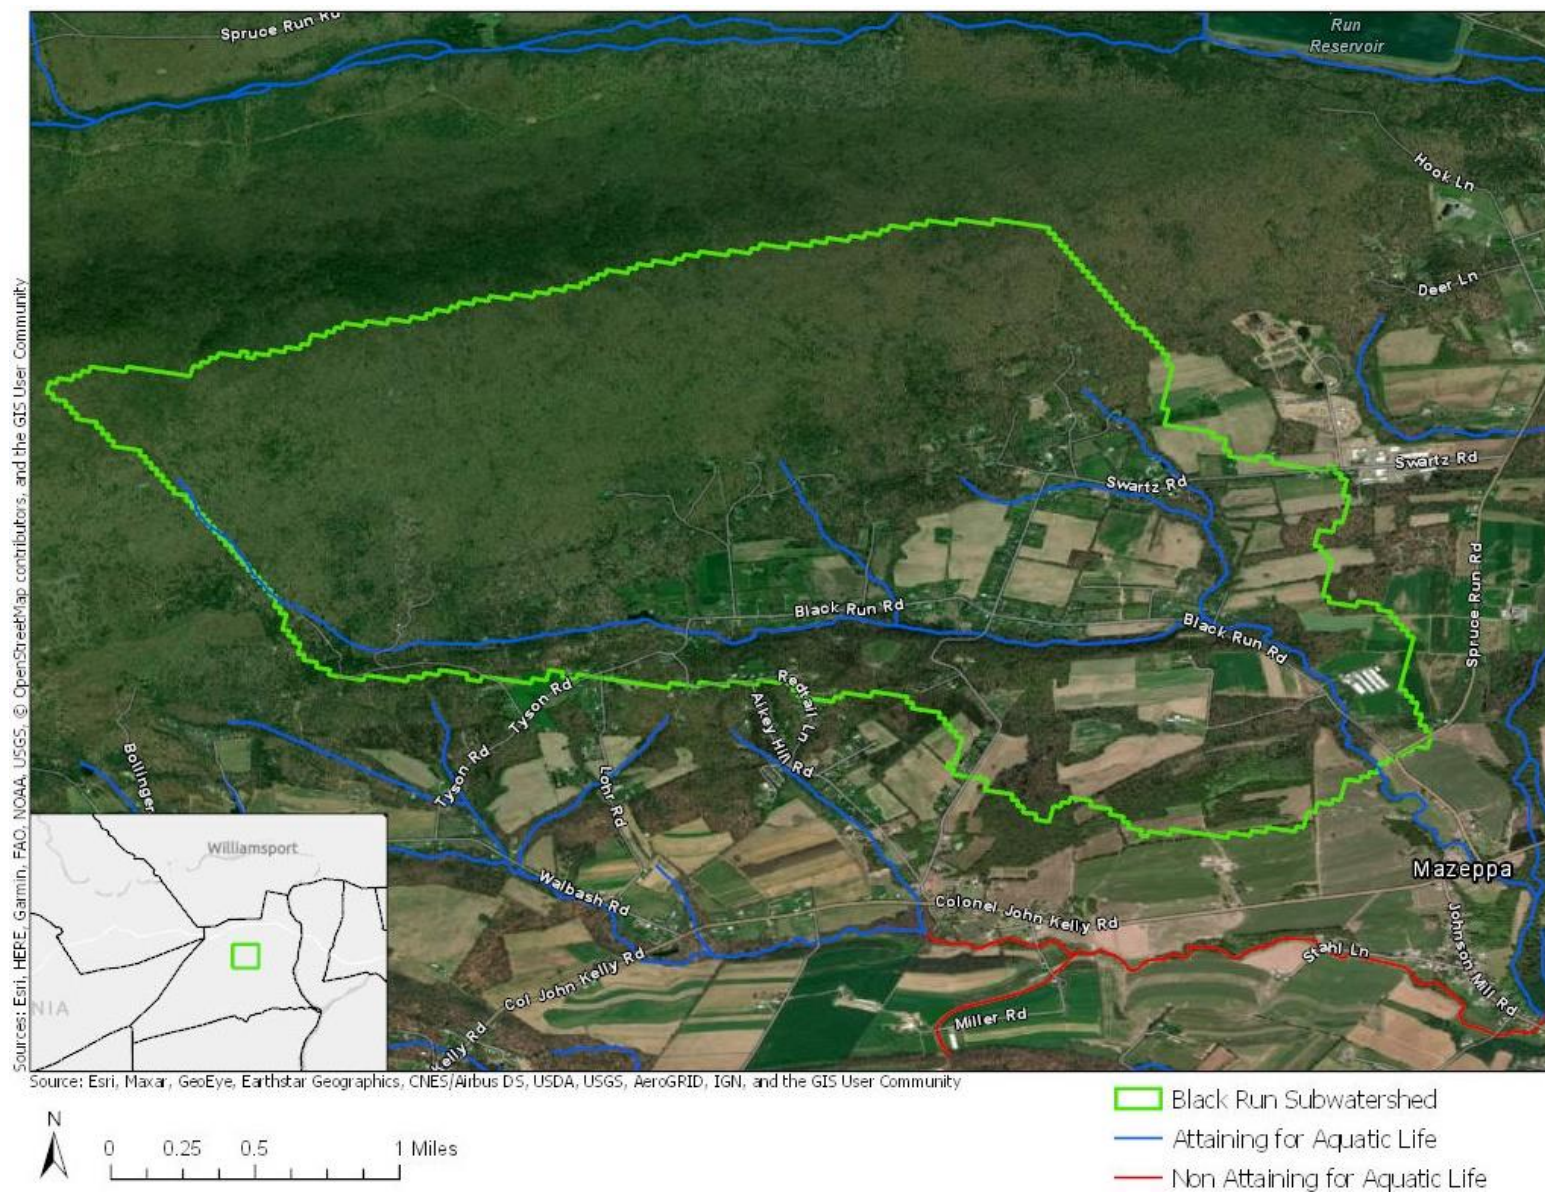 Spruce Run Rd
Run
Reservoir
Hook Ln
Deer Ln
Swartz Rd
Swartz Rd
Black Run Rd
Black Run Rd
Spruce Run Rd
Redtail Ln
Aikey Hill Rd
Tyson Rd
Tyson Rd
Lohr Rd
Bollinger
Walbash Rd
Mazeppa
Colonel John Kelly Rd
Johnson Mill Rd
Stahl Ln
Col John Kelly Rd
Miller Rd
Kelly Rd
Williamsport
NIA
Sources: Esri, HERE, Garmin, FAO, NOAA, USGS, © OpenStreetMap contributors, and the GIS User Community
Source: Esri, Maxar, GeoEye, Earthstar Geographics, CNES/Airbus DS, USDA, USGS, AeroGRID, IGN, and the GIS User Community
N
0 0.25 0.5 1 Miles
Black Run Subwatershed
Attaining for Aquatic Life
Non Attaining for Aquatic Life